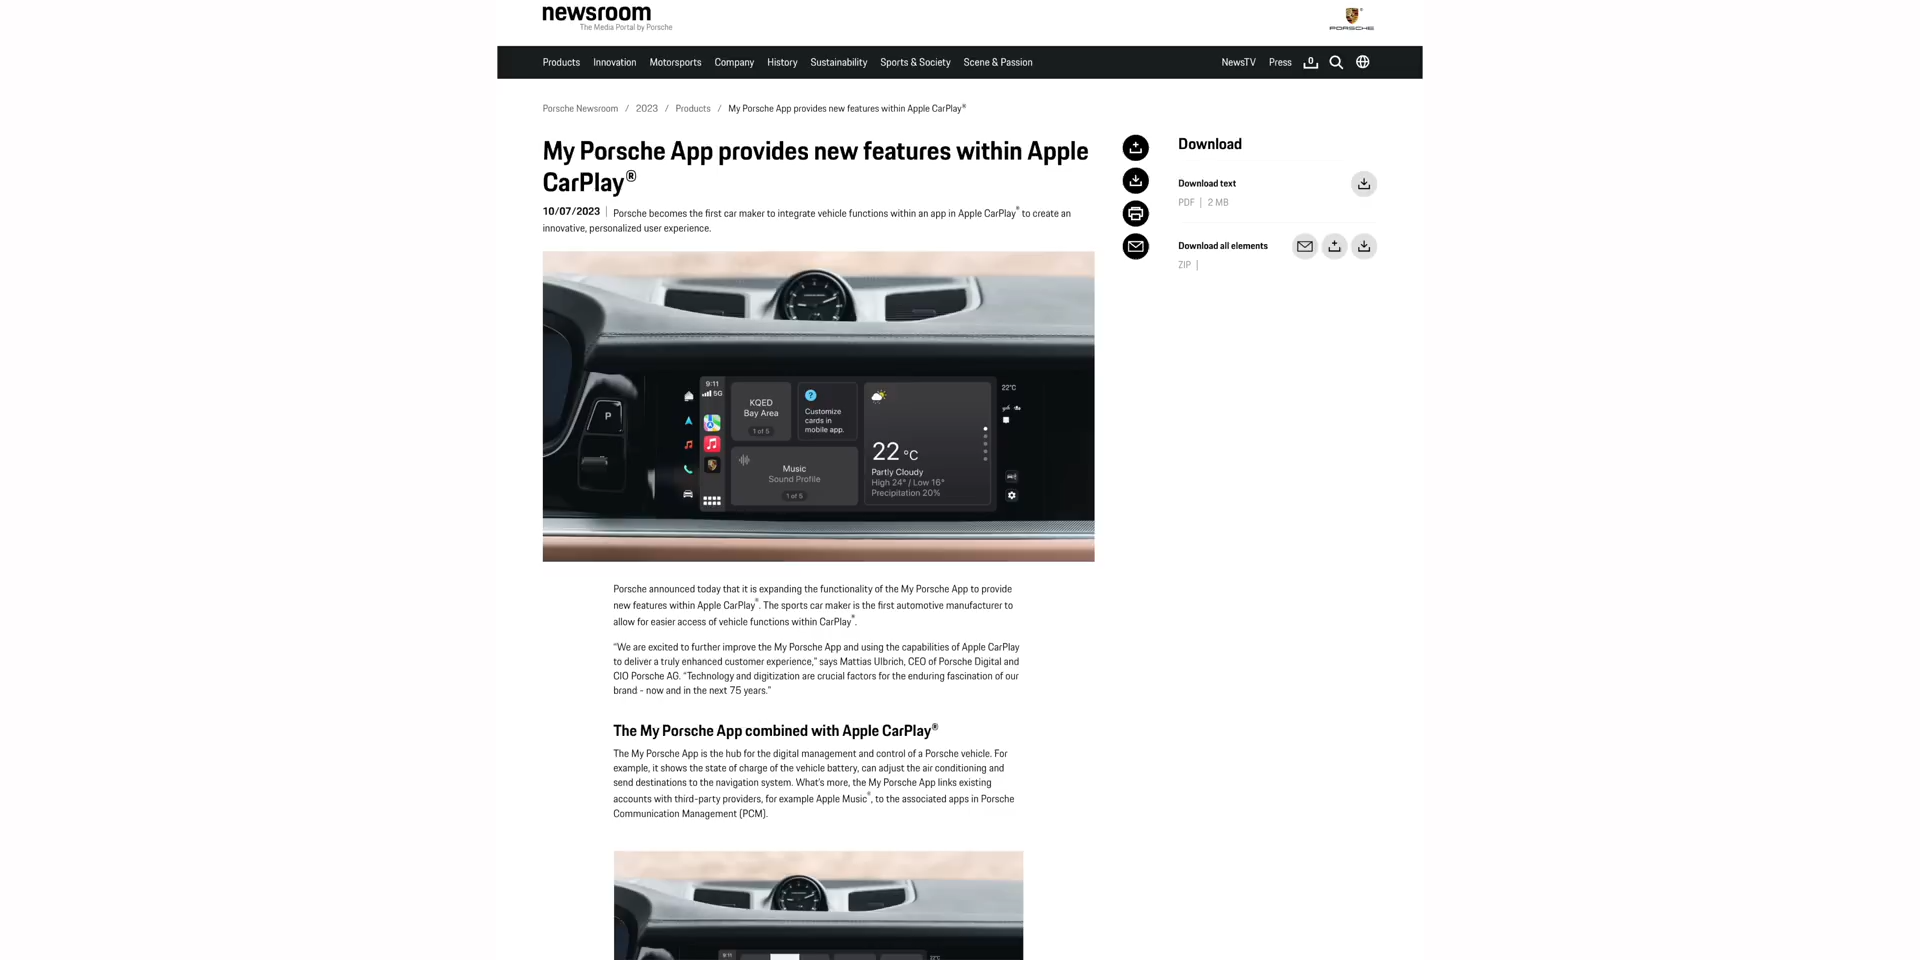 newsroom
The Media Portal by Porsche
PORSCHE
Products Innovation Motorsports Company History Sustainability Sports & Society Scene & Passion NewsTV Press 0
Porsche Newsroom / 2023 / Products / My Porsche App provides new features within Apple CarPlay®
My Porsche App provides new features within Apple
CarPlay®
10/07/2023 | Porsche becomes the first car maker to integrate vehicle functions within an app in Apple CarPlay® to create an
innovative, personalized user experience.
Download
Download text
PDF | 2 MB
Download all elements
ZIP |
P
9:11
5G
KQED
Bay Area
1 of 5
?
Customize
cards in
mobile app.
Music
Sound Profile
1 of 5
22 °C
Partly Cloudy
High 24° / Low 16°
Precipitation 20%
22°C
Porsche announced today that it is expanding the functionality of the My Porsche App to provide
new features within Apple CarPlay®. The sports car maker is the first automotive manufacturer to
allow for easier access of vehicle functions within CarPlay®.
“We are excited to further improve the My Porsche App and using the capabilities of Apple CarPlay
to deliver a truly enhanced customer experience,” says Mattias Ulbrich, CEO of Porsche Digital and
CIO Porsche AG. “Technology and digitization are crucial factors for the enduring fascination of our
brand - now and in the next 75 years.”
The My Porsche App combined with Apple CarPlay®
The My Porsche App is the hub for the digital management and control of a Porsche vehicle. For
example, it shows the state of charge of the vehicle battery, can adjust the air conditioning and
send destinations to the navigation system. What’s more, the My Porsche App links existing
accounts with third-party providers, for example Apple Music®, to the associated apps in Porsche
Communication Management (PCM).
9:11